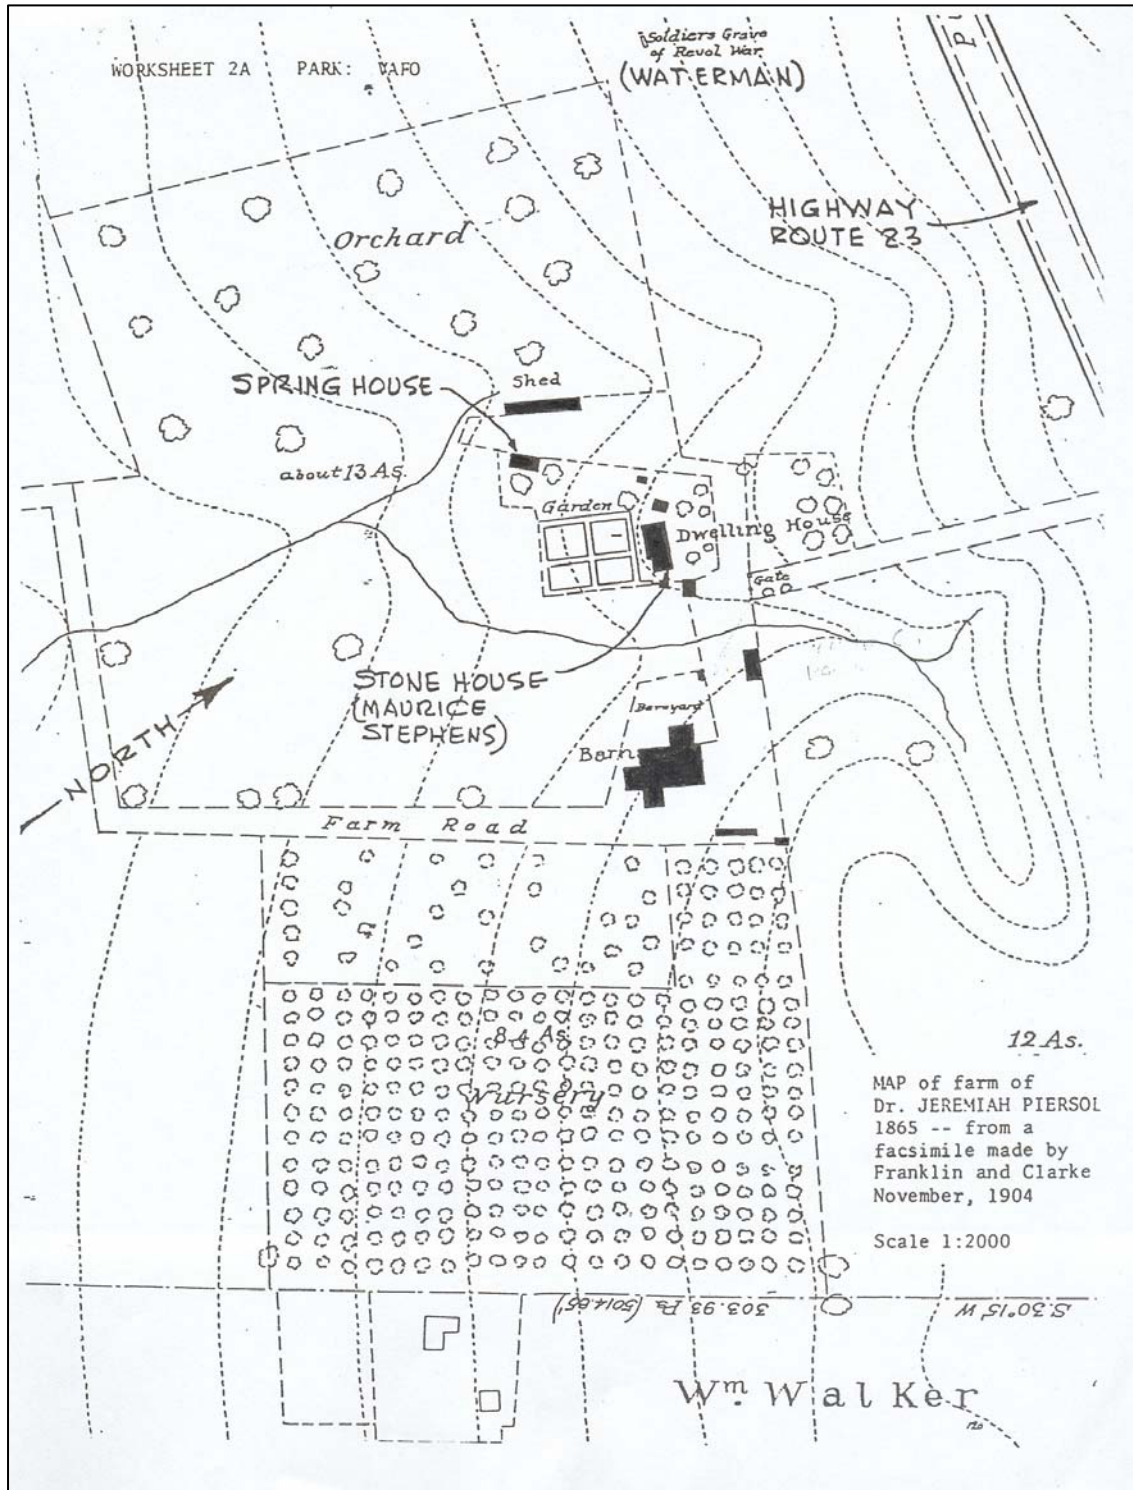 Soldiers Grave
of Revol War.
(WATERMAN)
WORKSHEET 2A PARK: VAFO
HIGHWAY
ROUTE 23
Orchard
SPRING HOUSE
Shed
about 13 As.
Garden
Dwelling House
Gate
STONE HOUSE
(MAURICE
STEPHENS)
NORTH
Barnyard
Barn
Farm Road
8.4 As.
Nursery
12 As.
MAP of farm of
Dr. JEREMIAH PIERSOL
1865 -- from a
facsimile made by
Franklin and Clarke
November, 1904
Scale 1:2000
S.30°15' W 303.93 Ps (5014.85')
Wm. Walker